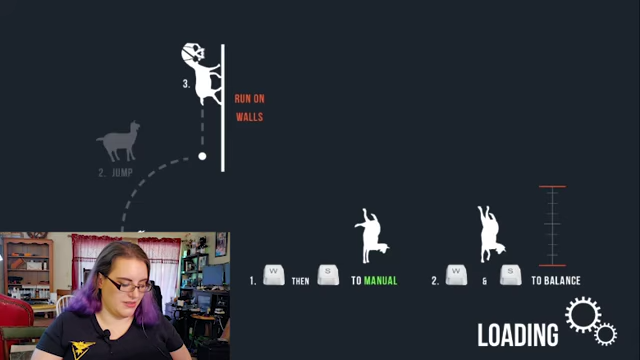 3.
RUN ON
WALLS
2. JUMP
1. W THEN S TO MANUAL
2. W & S TO BALANCE
LOADING